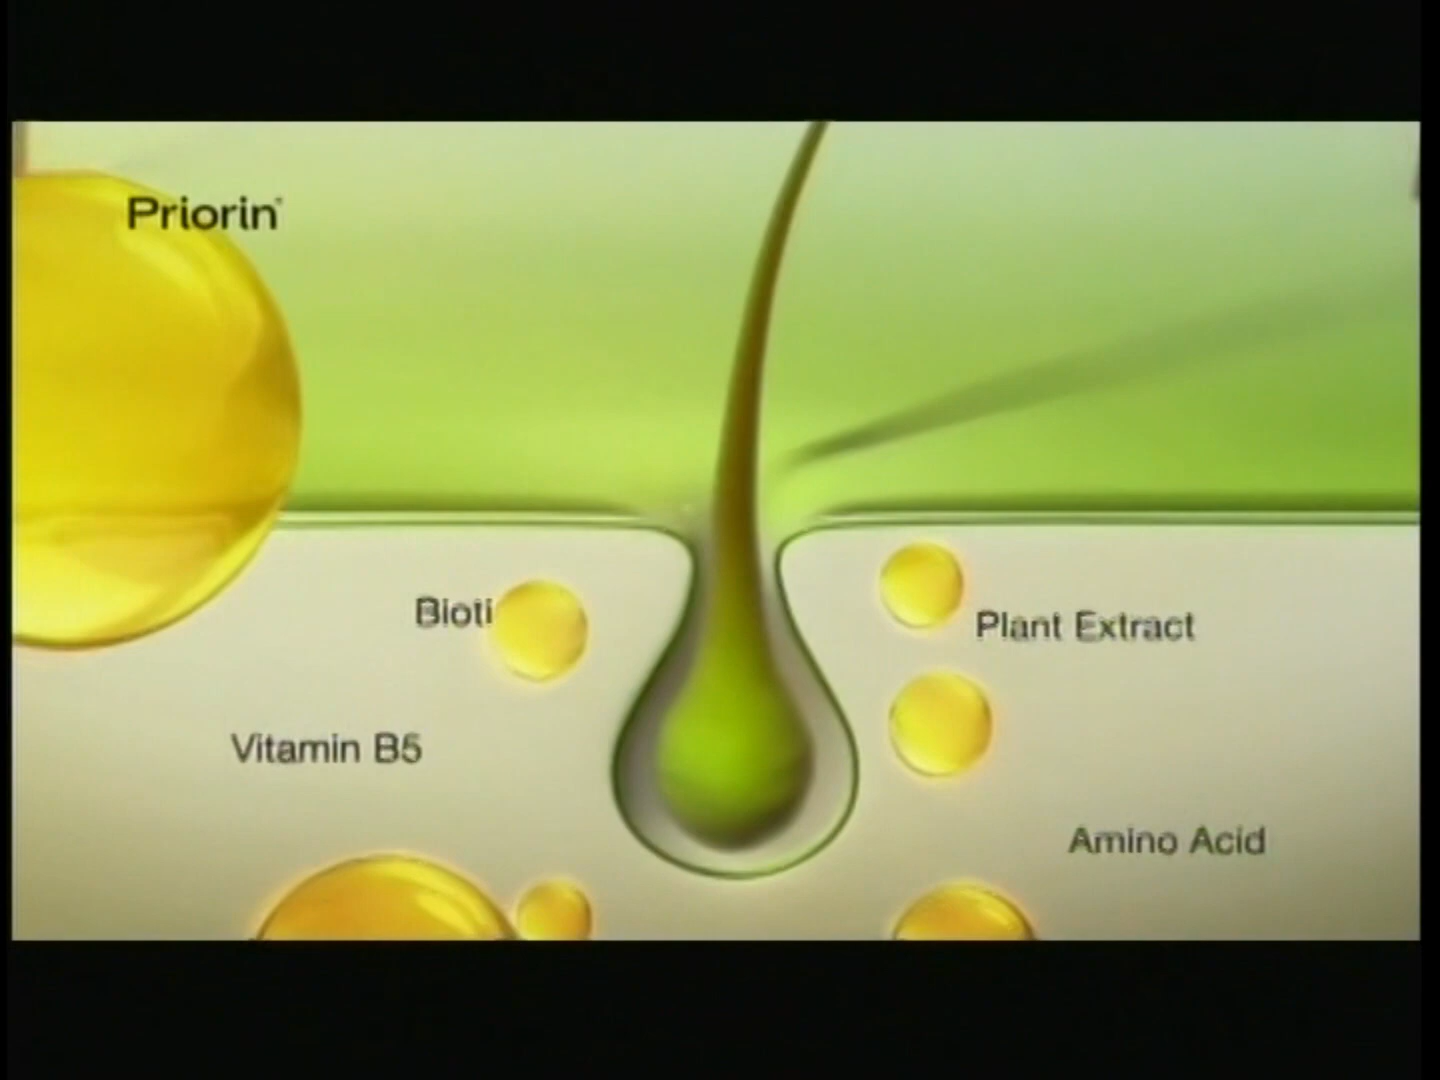 Priorin
Bioti
Plant Extract
Vitamin B5
Amino Acid